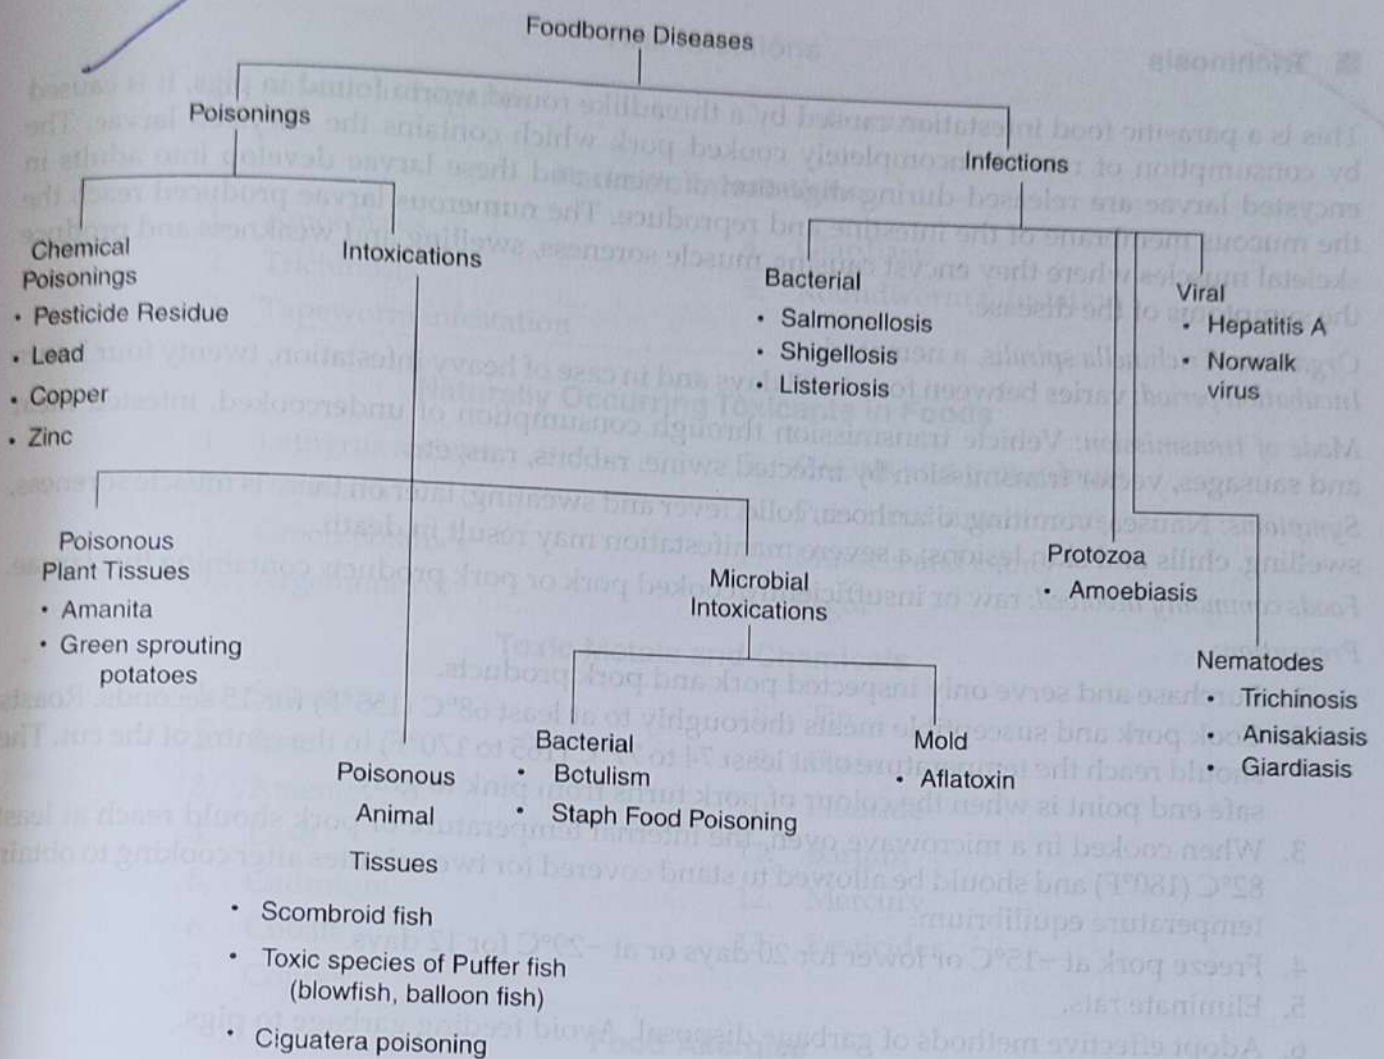 Foodborne Diseases
Poisonings
Infections
Chemical
Poisonings
• Pesticide Residue
• Lead
• Copper
• Zinc
Intoxications
Poisonous
Plant Tissues
• Amanita
• Green sprouting
potatoes
Poisonous
Animal
Tissues
• Scombroid fish
• Toxic species of Puffer fish
(blowfish, balloon fish)
• Ciguatera poisoning
Microbial
Intoxications
Bacterial
• Botulism
• Staph Food Poisoning
Mold
• Aflatoxin
Bacterial
• Salmonellosis
• Shigellosis
• Listeriosis
Viral
• Hepatitis A
• Norwalk
virus
Protozoa
• Amoebiasis
Nematodes
• Trichinosis
• Anisakiasis
• Giardiasis